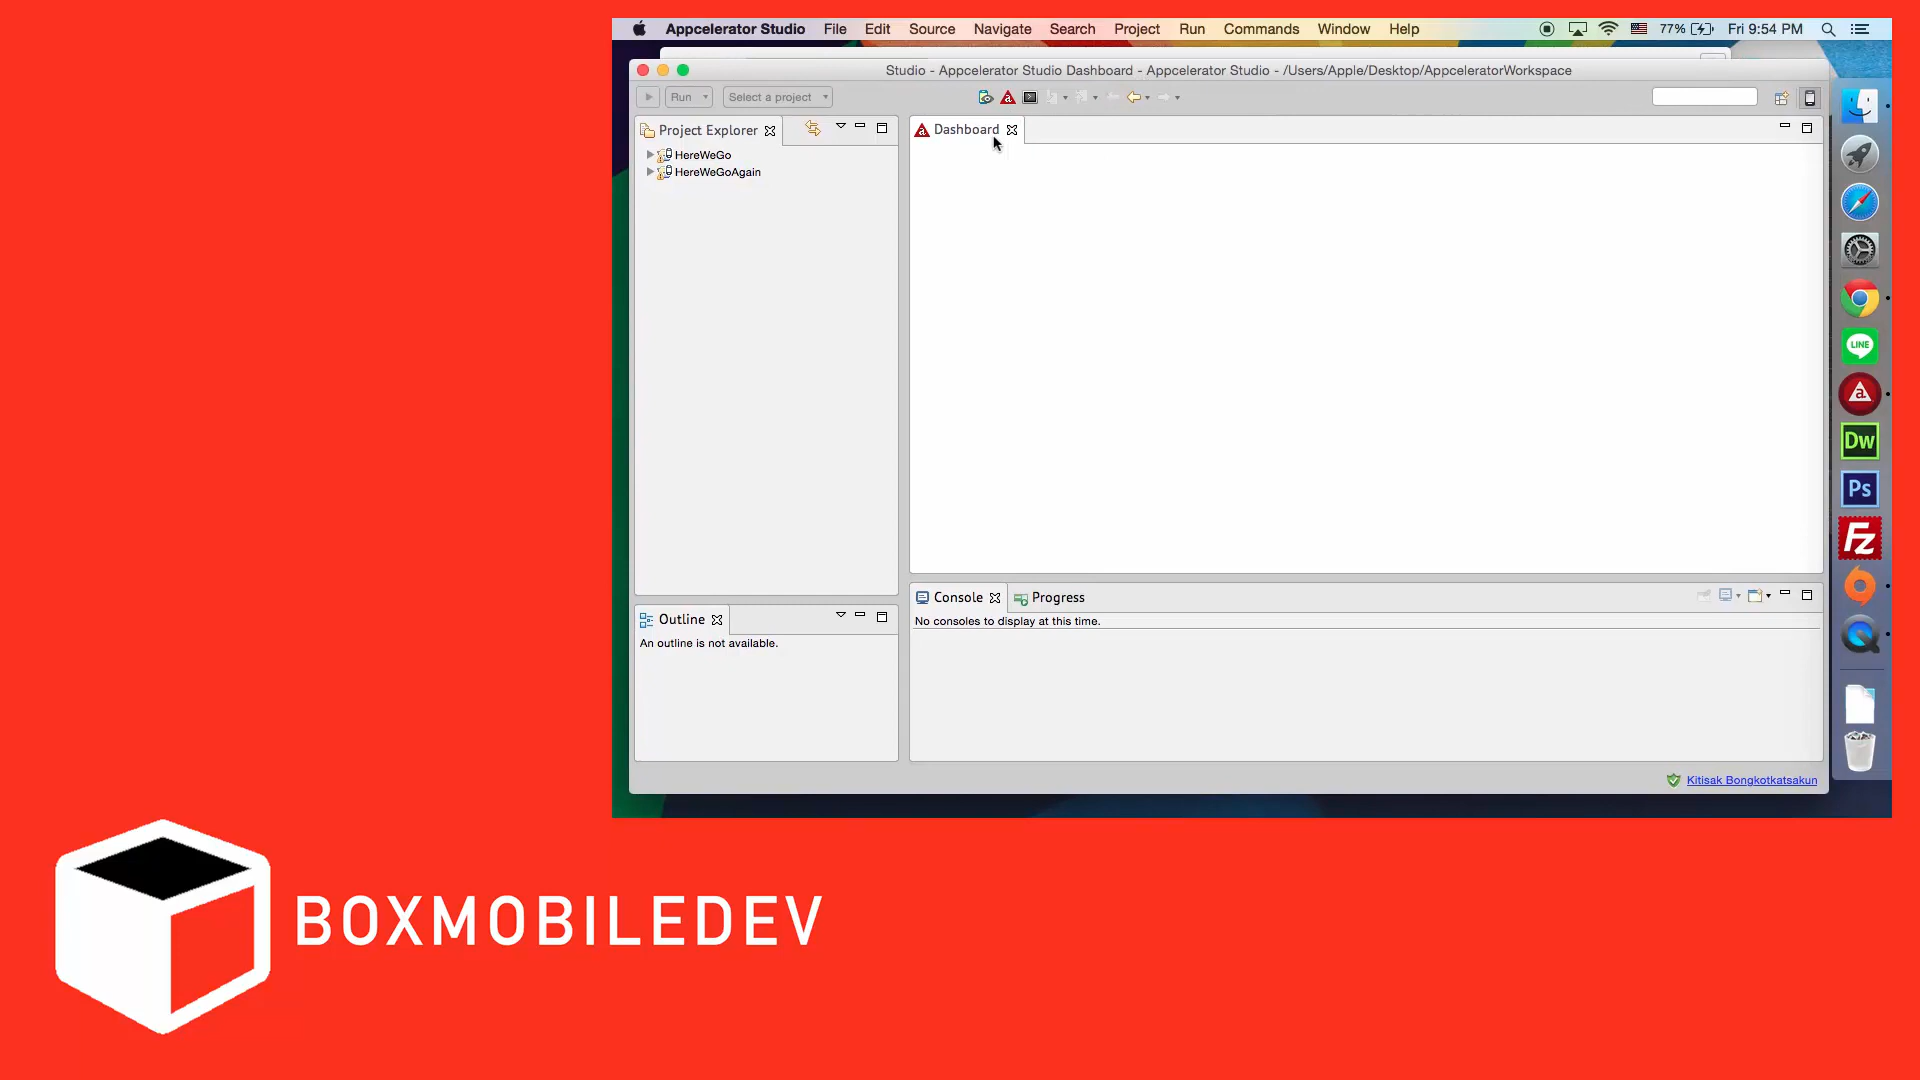 Appcelerator Studio File Edit Source Navigate Search Project Run Commands Window Help 77% Fri 9:54 PM
Studio - Appcelerator Studio Dashboard - Appcelerator Studio - /Users/Apple/Desktop/AppceleratorWorkspace
Run Select a project
Project Explorer
Dashboard
HereWeGo
HereWeGoAgain
LINE
Dw
Ps
Fz
Console Progress
No consoles to display at this time.
Outline
An outline is not available.
Kitisak Bongkotkatsakun
BOXMOBILEDEV